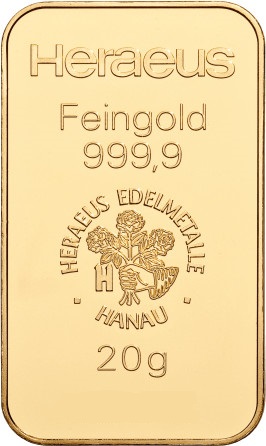 Heraeus
Feingold
999,9
HERAEUS EDELMETALLE
H
· HANAU ·
20g